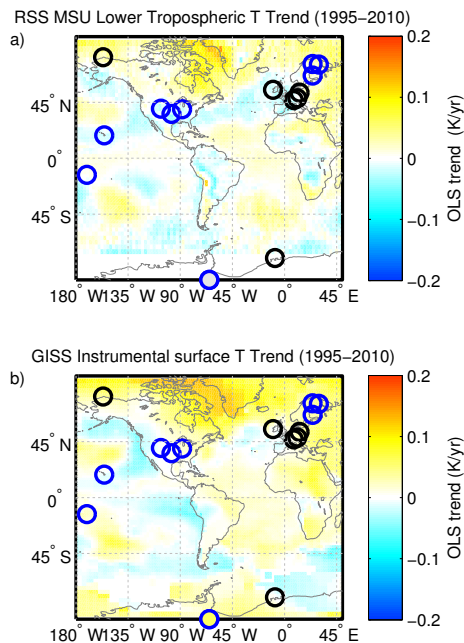 RSS MSU Lower Tropospheric T Trend (1995−2010)
a)
45° N
0°
45° S
180° W135° W 90° W 45° W 0° 45° E
0.2
0.1
0
−0.1
−0.2
OLS trend (K/yr)
GISS Instrumental surface T Trend (1995−2010)
b)
45° N
0°
45° S
180° W135° W 90° W 45° W 0° 45° E
0.2
0.1
0
−0.1
−0.2
OLS trend (K/yr)